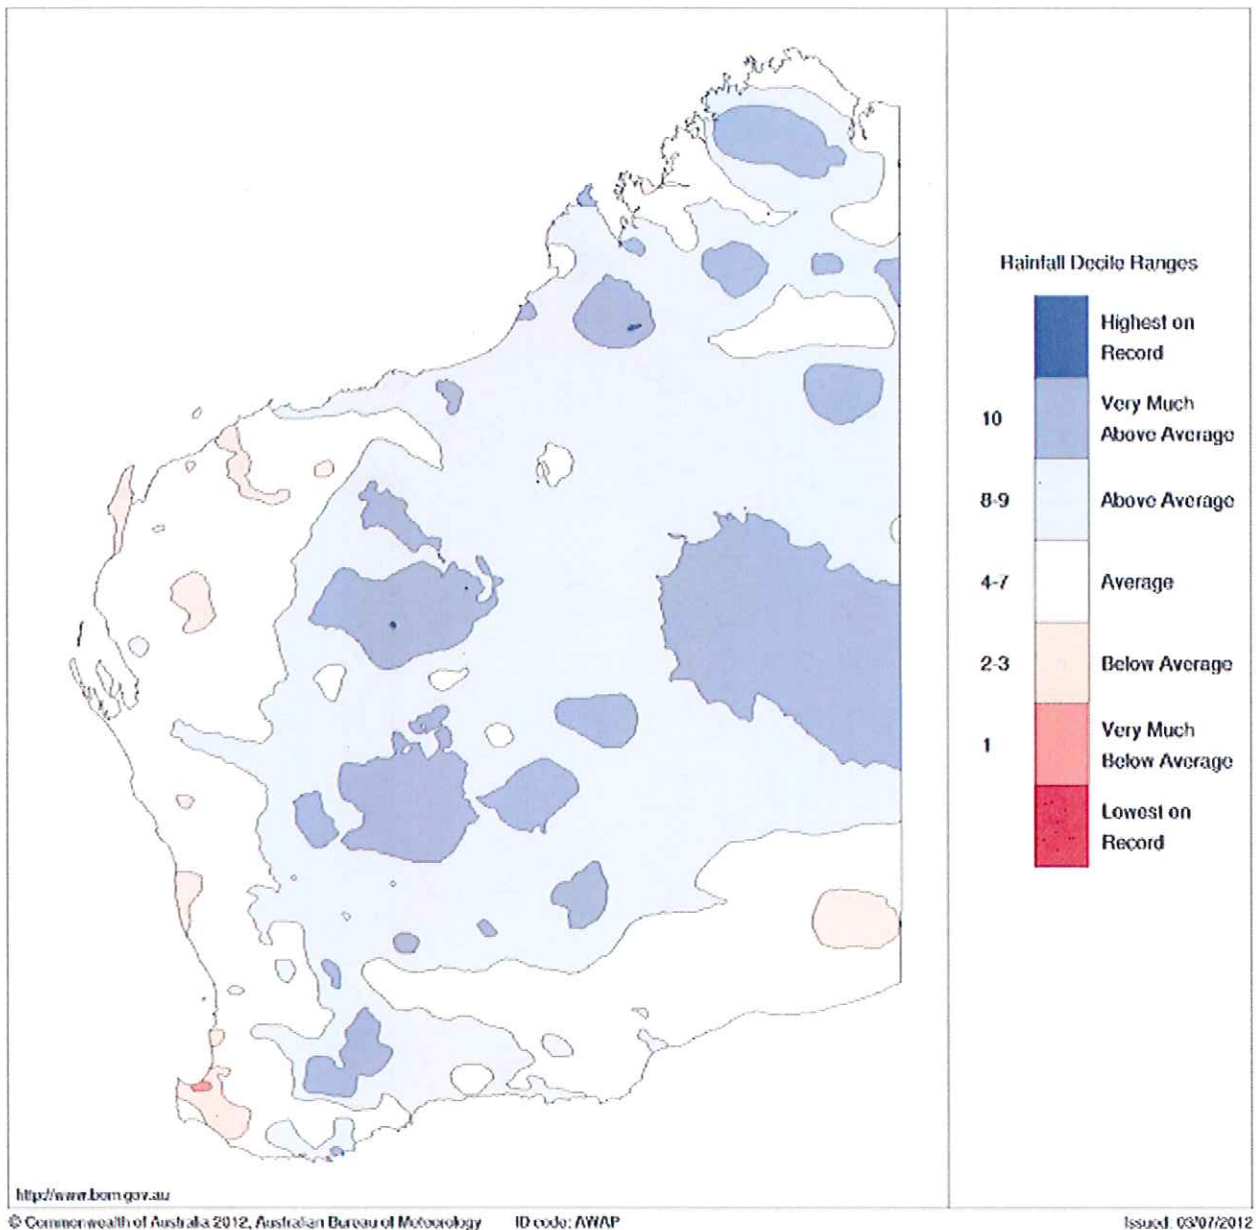 Rainfall Decile Ranges
Highest on
Record
10
Very Much
Above Average
8-9
Above Average
4-7
Average
2-3
Below Average
1
Very Much
Below Average
Lowest on
Record
http://www.bom.gov.au
© Commonwealth of Australia 2012, Australian Bureau of Meteorology ID code: AWAP Issued: 03/07/2012